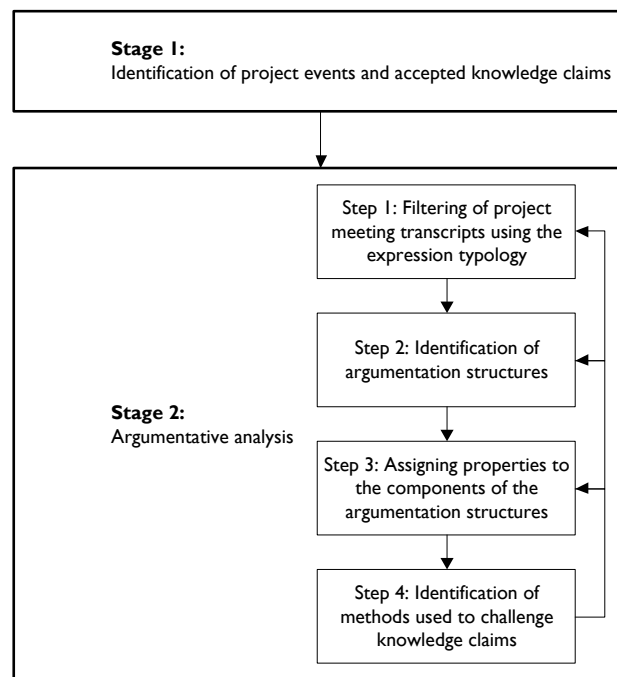 Stage 1:
Identification of project events and accepted knowledge claims
Step 1: Filtering of project
meeting transcripts using the
expression typology
Step 2: Identification of
argumentation structures
Stage 2:
Argumentative analysis
Step 3: Assigning properties to
the components of the
argumentation structures
Step 4: Identification of
methods used to challenge
knowledge claims